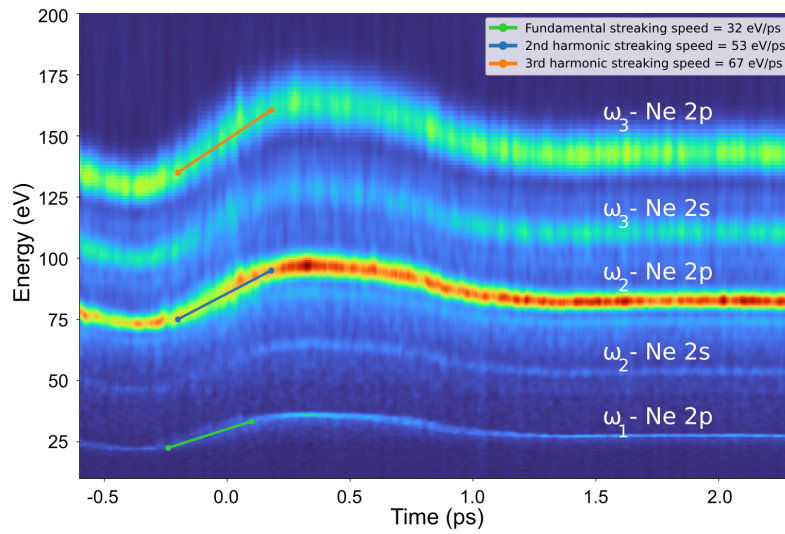 Fundamental streaking speed = 32 eV/ps
2nd harmonic streaking speed = 53 eV/ps
3rd harmonic streaking speed = 67 eV/ps
175
150
125
100
75
50
25
Energy (eV)
ω3- Ne 2p
ω3- Ne 2s
ω2- Ne 2p
ω2- Ne 2s
ω1- Ne 2p
-0.5
0.0
0.5
1.0
1.5
2.0
Time (ps)